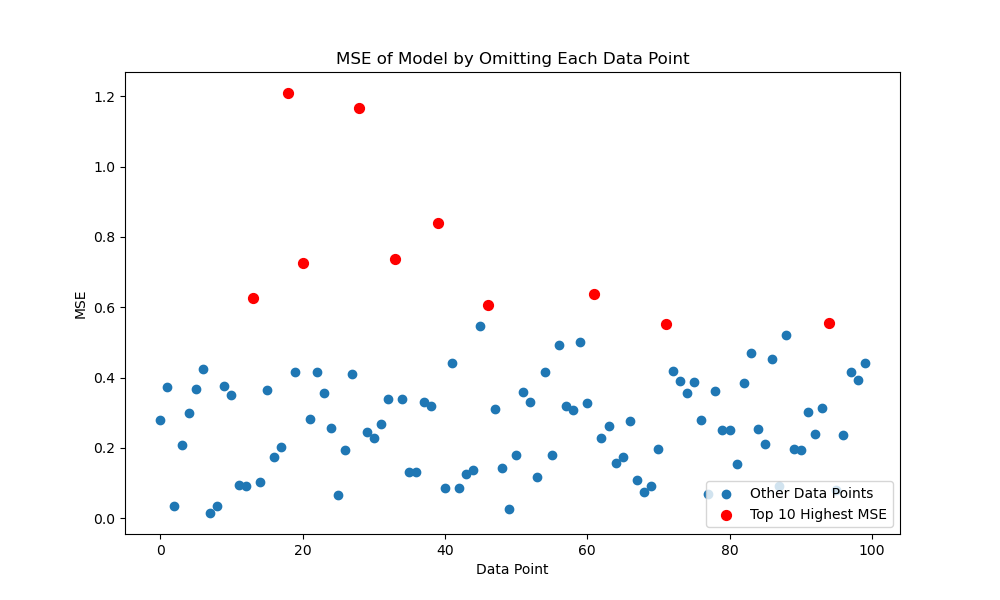 MSE of Model by Omitting Each Data Point
MSE
1.2
1.0
0.8
0.6
0.4
0.2
0.0
0 20 40 60 80 100
Data Point
Other Data Points
Top 10 Highest MSE